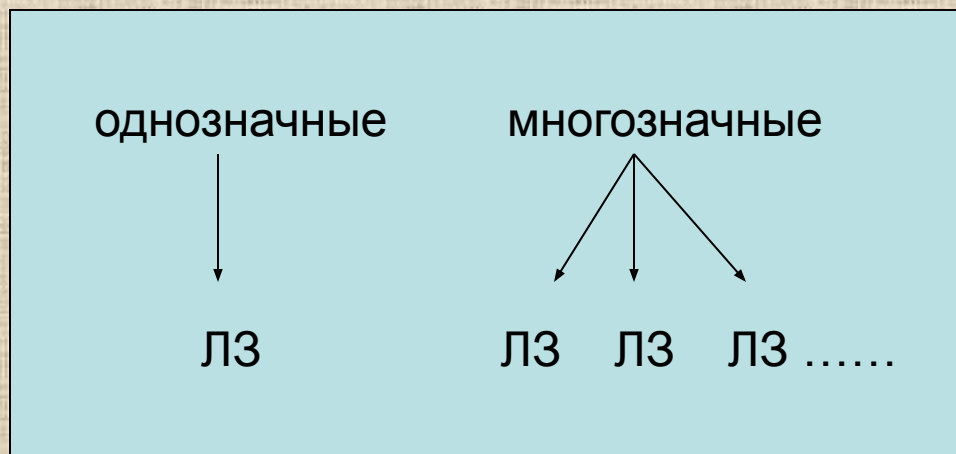 однозначные многозначные
ЛЗ ЛЗ ЛЗ ЛЗ ......